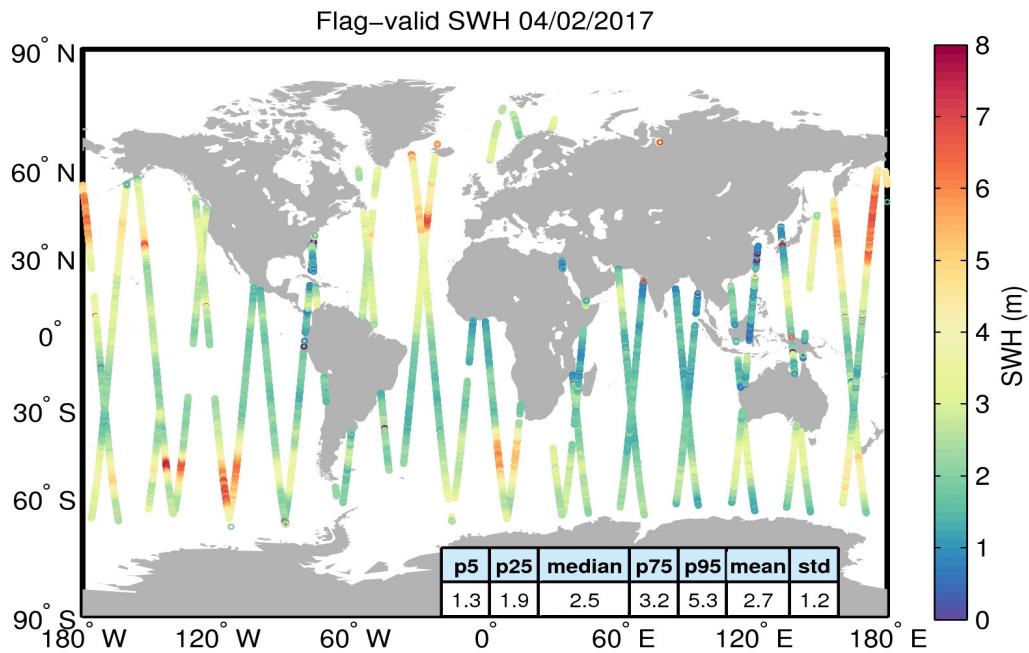 Flag−valid SWH 04/02/2017
90° N
60° N
30° N
0°
30° S
60° S
90° S
180° W
120° W
60° W
0°
60° E
120° E
180° E
p5 p25 median p75 p95 mean std
1.3 1.9 2.5 3.2 5.3 2.7 1.2
8
7
6
5
4
3
2
1
0
SWH (m)